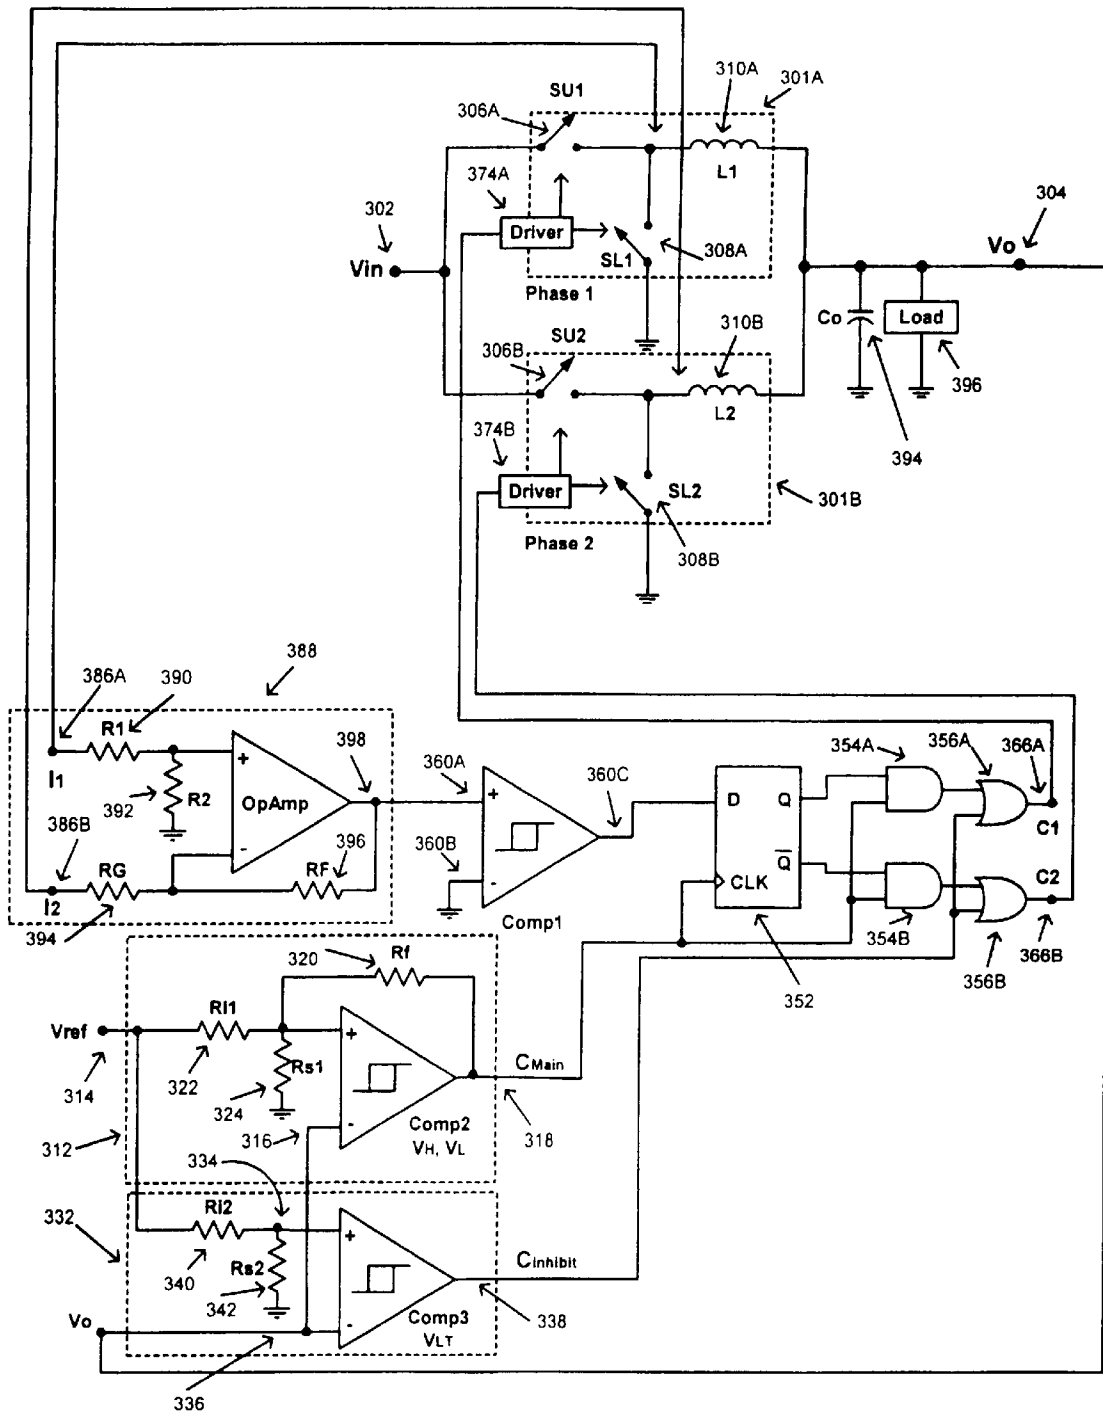 310A
301A
SU1
306A
L1
374A
302
304
Driver
Vin
SL1
308A
Vo
Phase 1
SU2
310B
Co
Load
306B
396
L2
374B
394
Driver
SL2
301B
Phase 2
308B
388
386A
390
R1
398
354A
356A
366A
I1
360A
360C
+
OpAmp
R2
392
+
D
Q
C1
386B
360B
-
RG
RF
396
-
Q
CLK
C2
I2
394
Comp1
354B
366B
320
Rf
352
356B
Vref
RI1
+
314
322
Rs1
CMain
324
316
-
Comp2
VH, VL
318
312
334
332
RI2
+
340
Rs2
CInhibit
342
Comp3
VLT
338
Vo
-
336